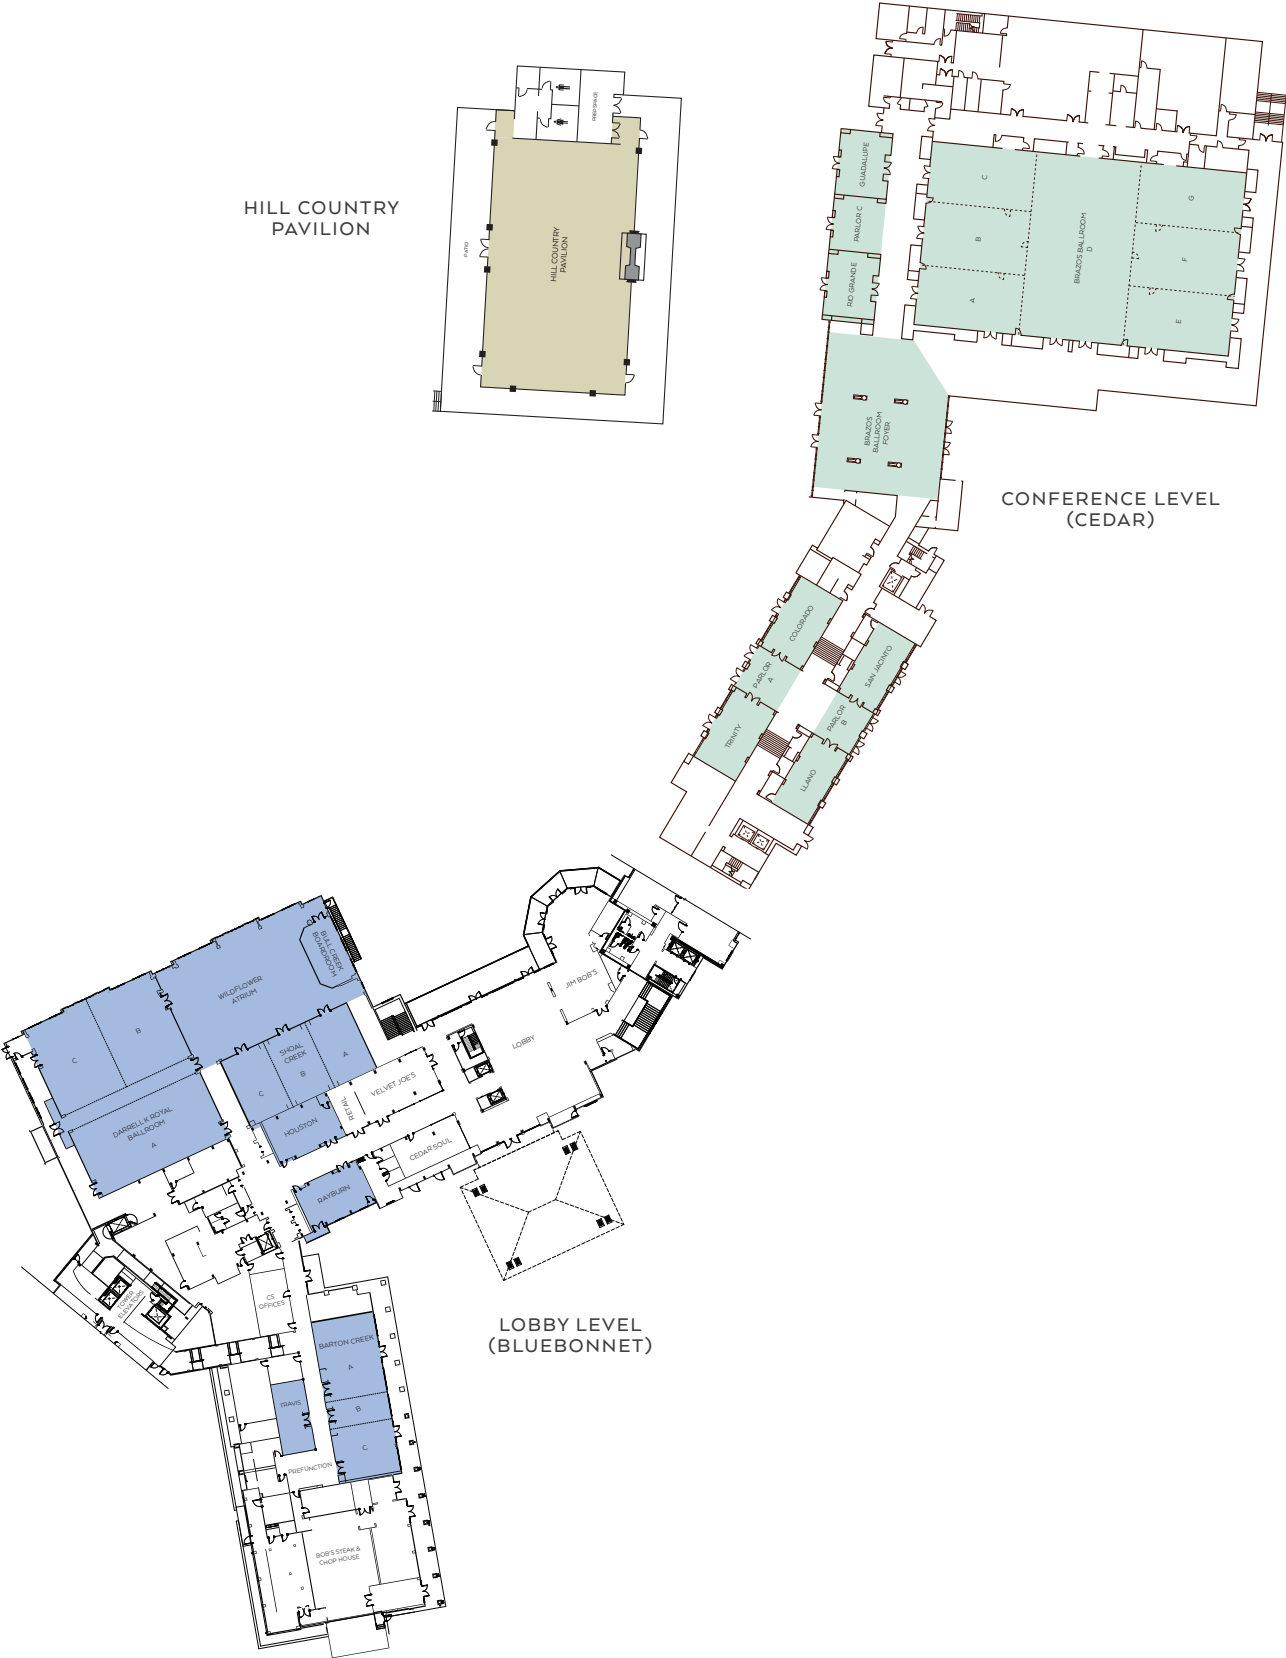 HILL COUNTRY
PAVILION
PREP SPACE
PATIO
HILL COUNTRY
PAVILION
GUADALUPE
PARLOR C
RIO GRANDE
C
B
A
BRAZOS BALLROOM
D
G
F
E
BRAZOS
BALLROOM
FOYER
CONFERENCE LEVEL
(CEDAR)
COLORADO
PARLOR
A
TRINITY
SAN JACINTO
PARLOR
B
LLANO
BULL CREEK
BOARDROOM
WILDFLOWER
ATRIUM
C
B
DARRELL K ROYAL
BALLROOM
A
SHOAL
CREEK
A
B
C
HOUSTON
RETAIL
VELVET JOE'S
LOBBY
JIM BOB'S
CEDAR SOUL
RAYBURN
TOWER
ELEVATORS
CS
OFFICES
LOBBY LEVEL
(BLUEBONNET)
BARTON CREEK
A
B
C
TRAVIS
PREFUNCTION
BOB'S STEAK &
CHOP HOUSE